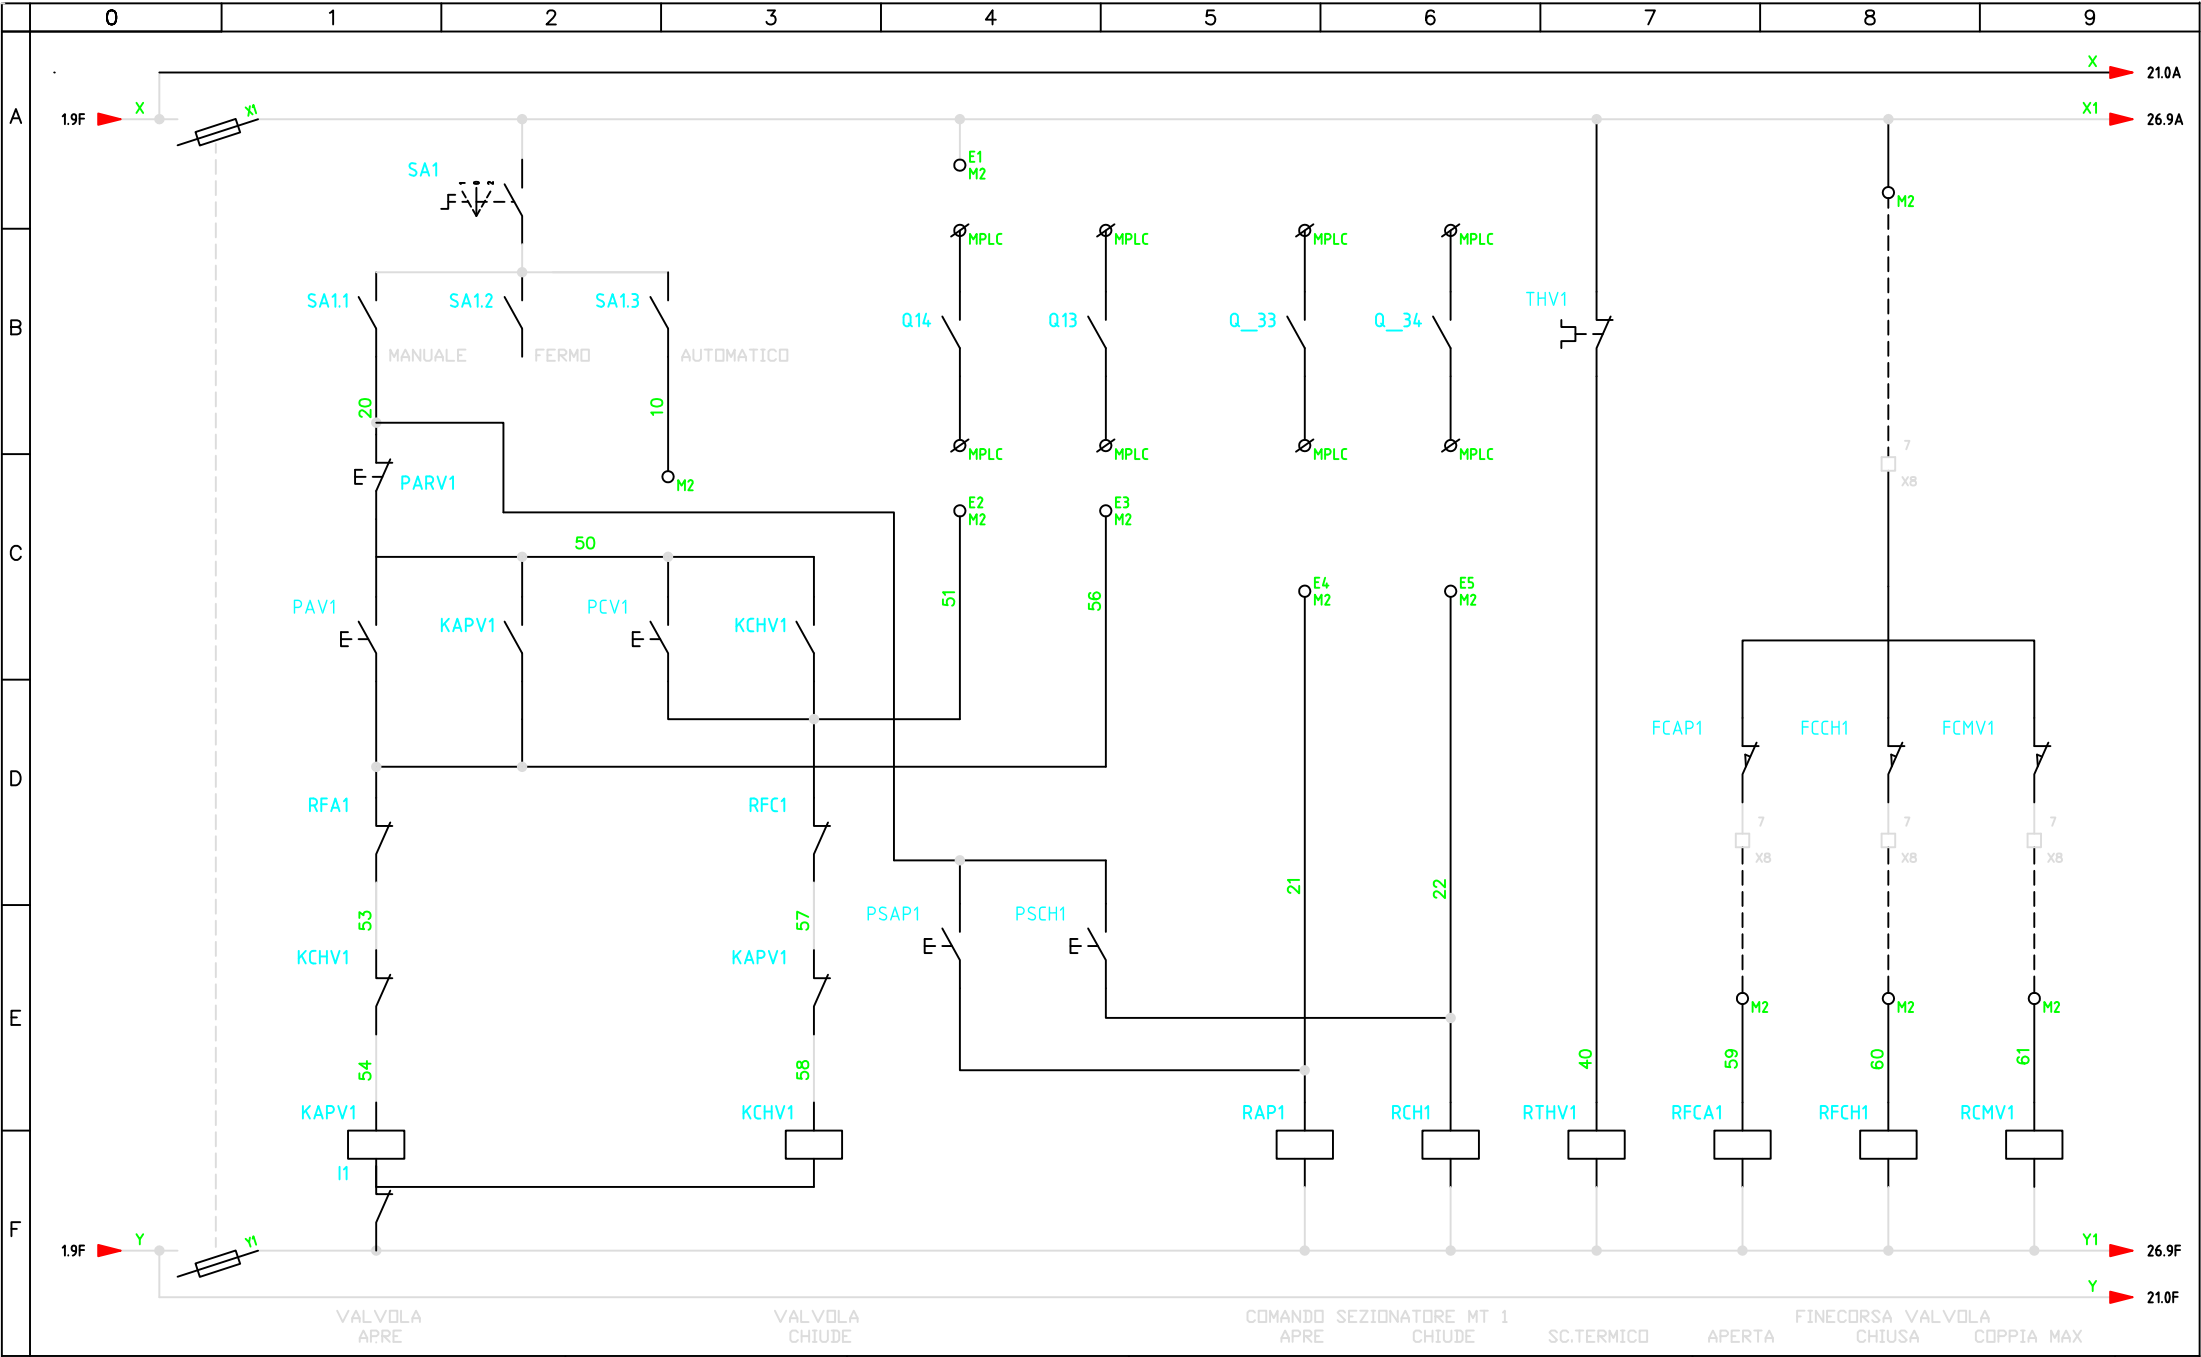 0 1 2 3 4 5 6 7 8 9
X 21.0A
A 1.9F X X1 X1 26.9A
SA1 1 0 2 E1
M2
M2
MPLC MPLC MPLC MPLC
SA1.1 SA1.2 SA1.3 THV1
B Q14 Q13 Q__33 Q__34
MANUALE FERMO AUTOMATICO
20 10
7
MPLC MPLC MPLC MPLC
PARV1 M2 X8
E2 E3
M2 M2
C 50
E4 E5
M2 M2
51 56
PAV1 KAPV1 PCV1 KCHV1
FCAP1 FCCH1 FCMV1
D
RFA1 RFC1
7 7 7
X8 X8 X8
21 22
53 57 PSAP1 PSCH1
KCHV1 KAPV1
M2 M2 M2
E
54 58 40 59 60 61
KAPV1 KCHV1 RAP1 RCH1 RTHV1 RFCA1 RFCH1 RCMV1
I1
F
1.9F Y Y1 Y1 26.9F
Y 21.0F
VALVOLA VALVOLA COMANDO SEZIONATORE MT 1 FINECORSA VALVOLA
APRE CHIUDE APRE CHIUDE SC.TERMICO APERTA CHIUSA COPPIA MAX